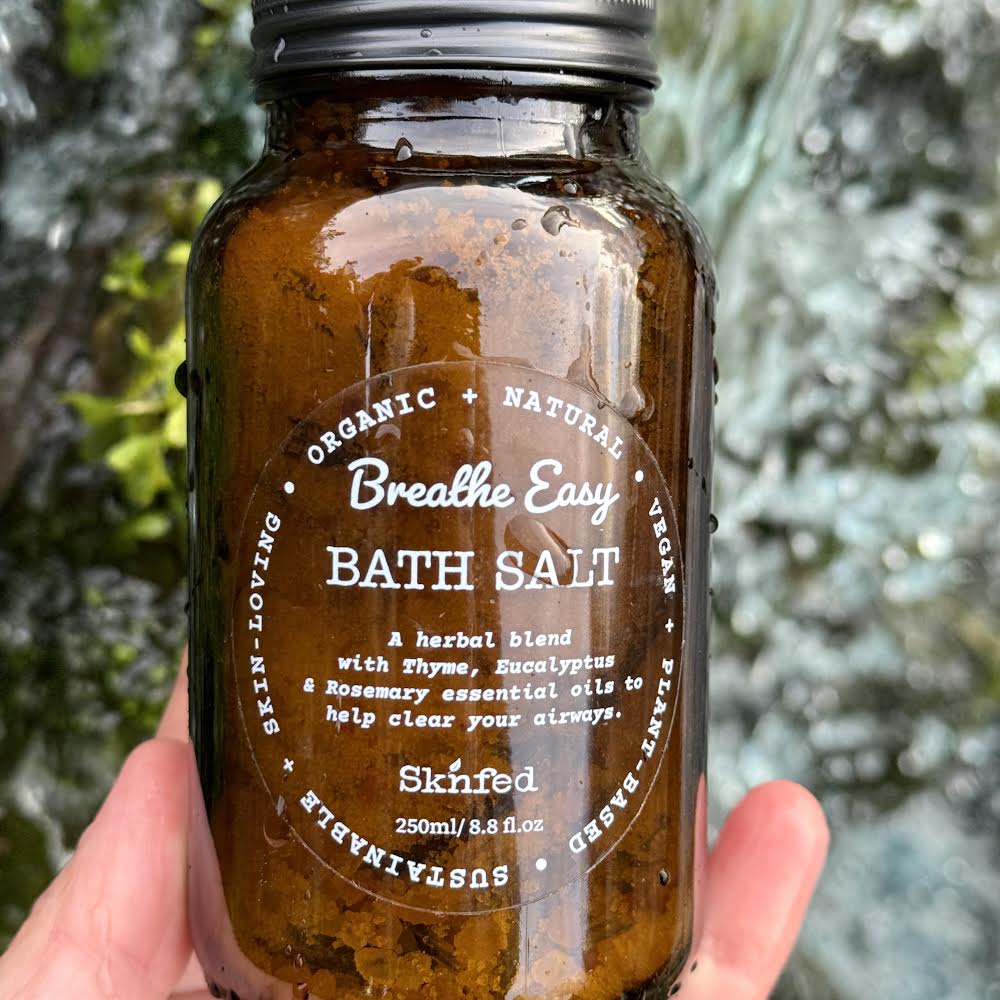 ORGANIC + NATURAL
• VEGAN + PLANT-BASED •
SUSTAINABLE +
SKIN-LOVING •
Breathe Easy
BATH SALT
A herbal blend
with Thyme, Eucalyptus
& Rosemary essential oils to
help clear your airways.
Sknfed
250ml/ 8.8 fl.oz